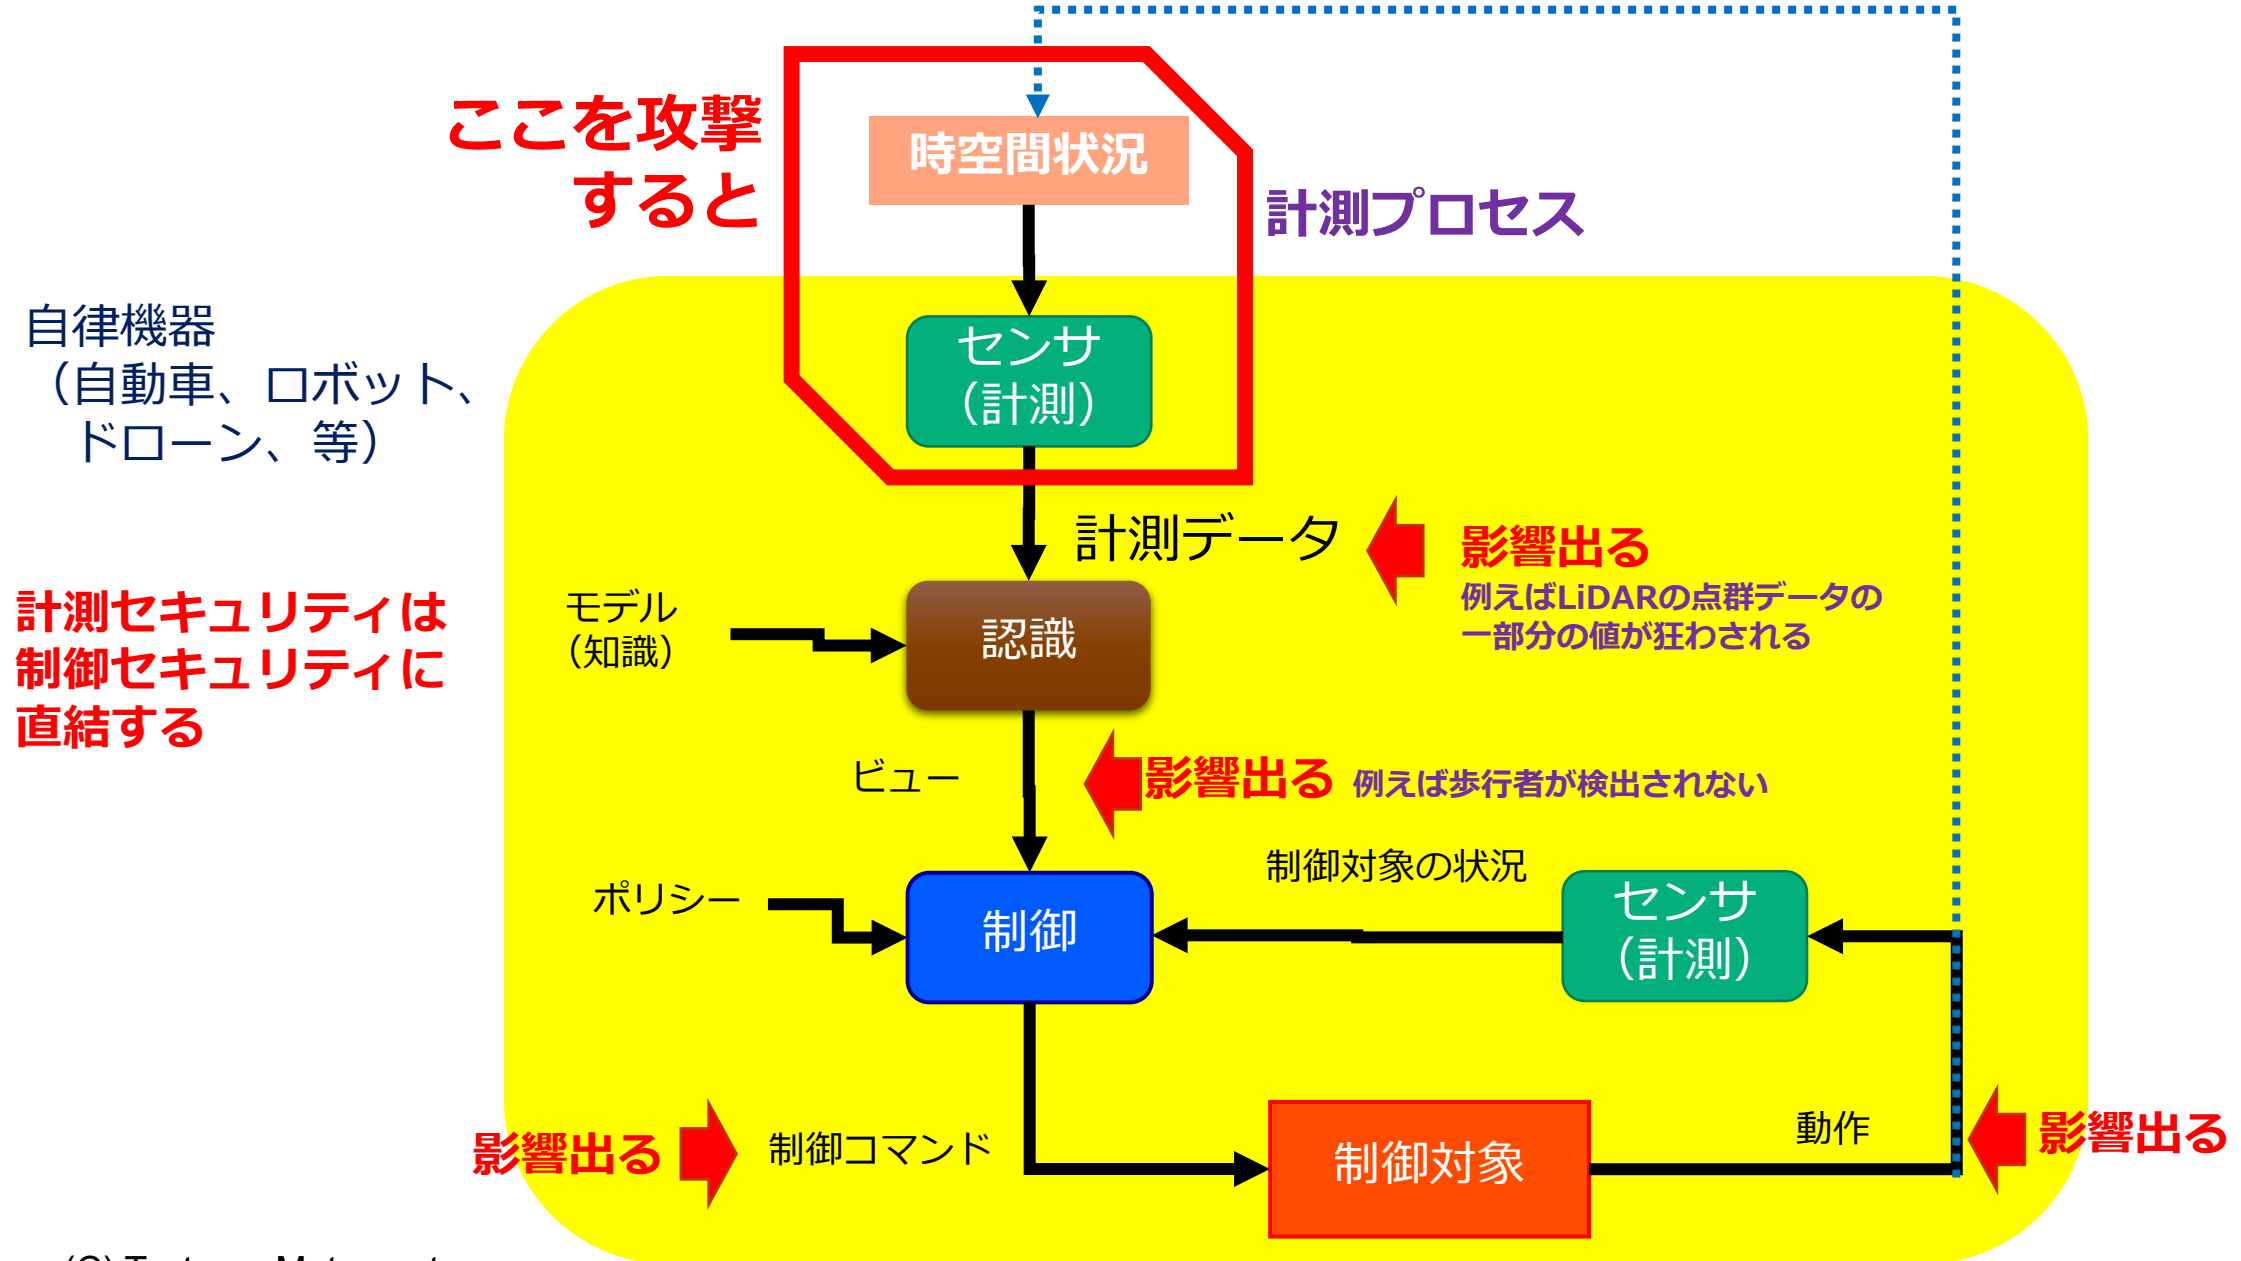 ここを攻撃
すると
時空間状況
計測プロセス
自律機器
（自動車、ロボット、
ドローン、等）
センサ
（計測）
計測データ
影響出る
例えばLiDARの点群データの
一部分の値が狂わされる
計測セキュリティは
制御セキュリティに
直結する
モデル
（知識）
認識
ビュー
影響出る
例えば歩行者が検出されない
制御対象の状況
ポリシー
制御
センサ
（計測）
影響出る
制御コマンド
制御対象
動作
影響出る